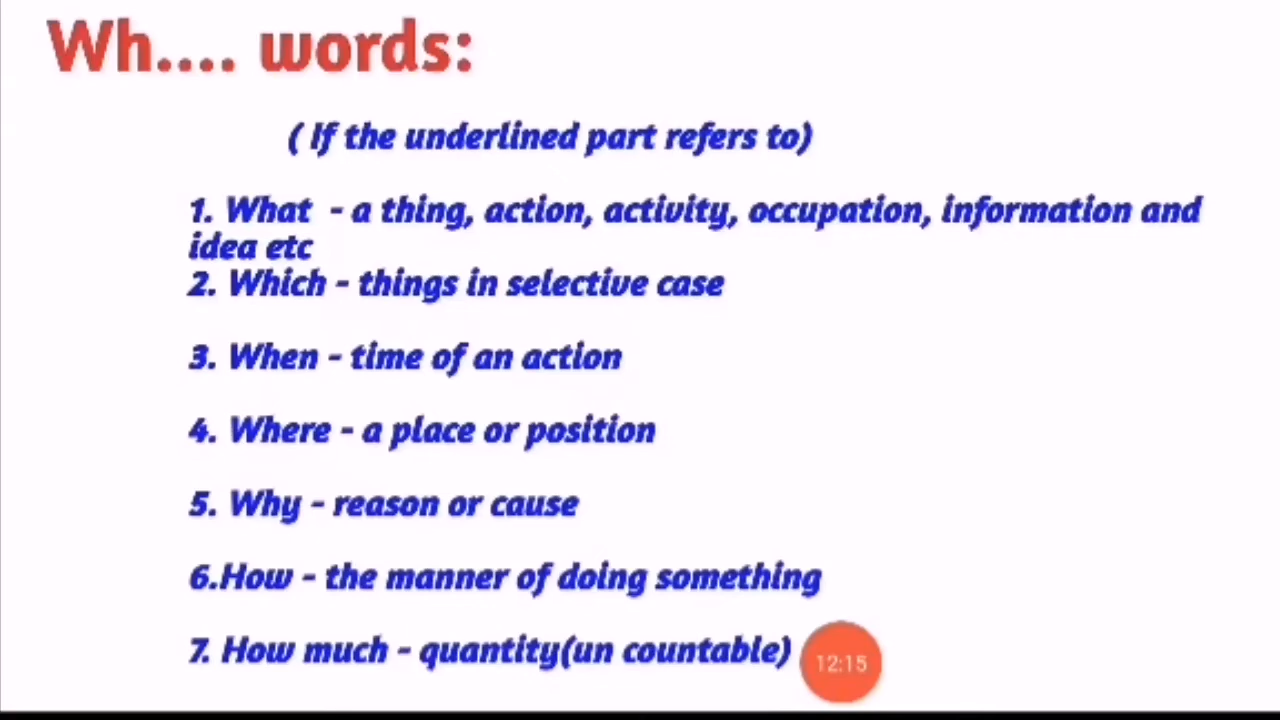 Wh.... words:
( If the underlined part refers to)
1. What - a thing, action, activity, occupation, information and
idea etc
2. Which - things in selective case
3. When - time of an action
4. Where - a place or position
5. Why - reason or cause
6.How - the manner of doing something
7. How much - quantity(un countable)
12:15